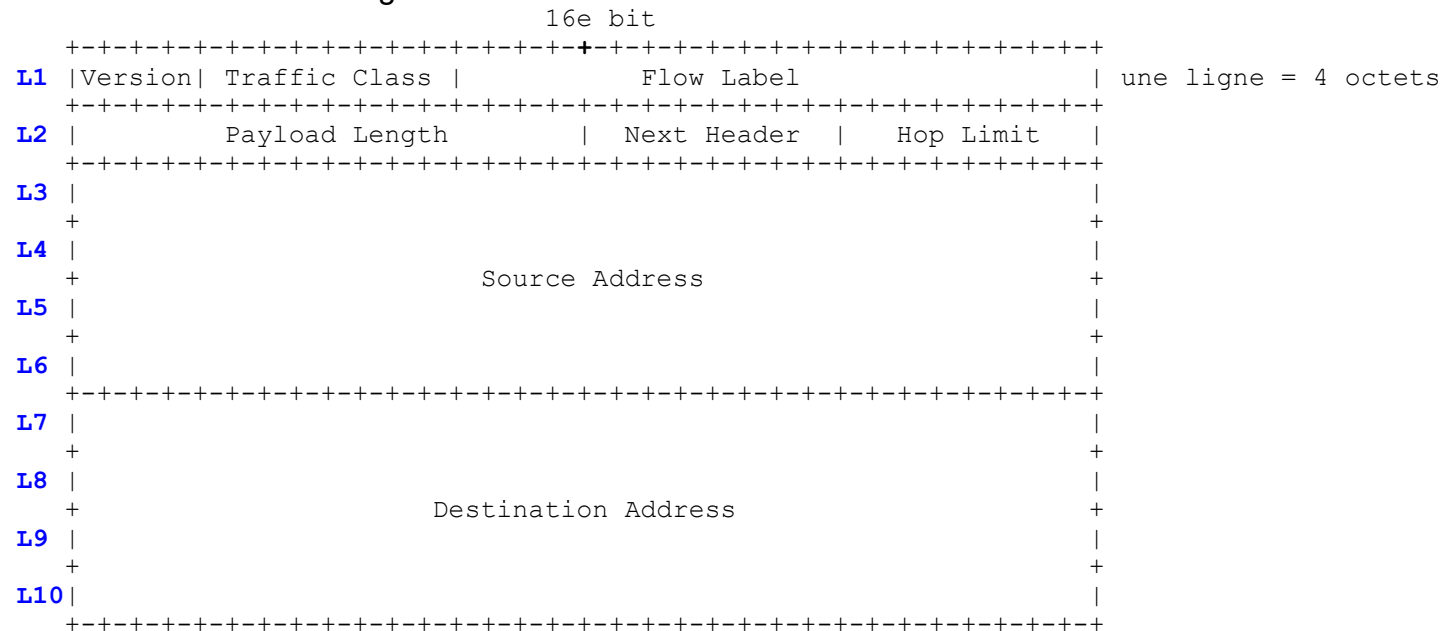 16e bit
+-+-+-+-+-+-+-+-+-+-+-+-+-+-+-+-+-+-+-+-+-+-+-+-+-+-+-+-+-+-+-+-+
L1 |Version| Traffic Class |           Flow Label                  | une ligne = 4 octets
+-+-+-+-+-+-+-+-+-+-+-+-+-+-+-+-+-+-+-+-+-+-+-+-+-+-+-+-+-+-+-+-+
L2 |         Payload Length        |  Next Header  |   Hop Limit   |
+-+-+-+-+-+-+-+-+-+-+-+-+-+-+-+-+-+-+-+-+-+-+-+-+-+-+-+-+-+-+-+-+
L3 |                                                               |
+                                                               +
L4 |                                                               |
+                         Source Address                        +
L5 |                                                               |
+                                                               +
L6 |                                                               |
+-+-+-+-+-+-+-+-+-+-+-+-+-+-+-+-+-+-+-+-+-+-+-+-+-+-+-+-+-+-+-+-+
L7 |                                                               |
+                                                               +
L8 |                                                               |
+                      Destination Address                      +
L9 |                                                               |
+                                                               +
L10|                                                               |
+-+-+-+-+-+-+-+-+-+-+-+-+-+-+-+-+-+-+-+-+-+-+-+-+-+-+-+-+-+-+-+-+